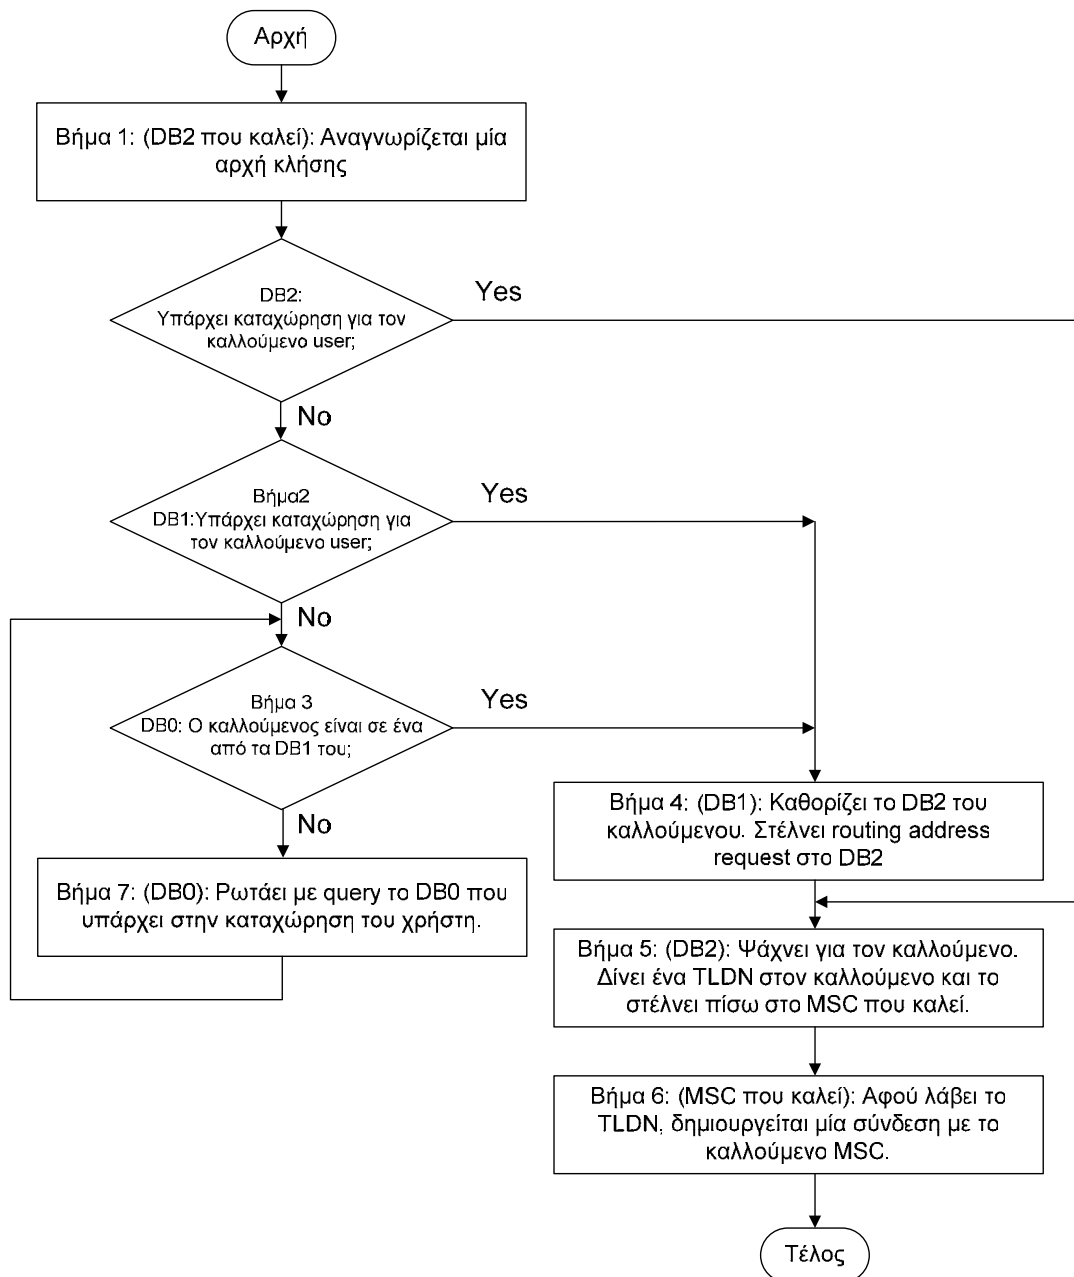 Αρχή
Βήμα 1: (DB2 που καλεί): Αναγνωρίζεται μία
αρχή κλήσης
DB2:
Υπάρχει καταχώρηση για τον
καλλούμενο user;
Yes
No
Βήμα2
DB1:Υπάρχει καταχώρηση για
τον καλλούμενο user;
Yes
No
Βήμα 3
DB0: Ο καλλούμενος είναι σε ένα
από τα DB1 του;
Yes
No
Βήμα 7: (DB0): Ρωτάει με query το DB0 που
υπάρχει στην καταχώρηση του χρήστη.
Βήμα 4: (DB1): Καθορίζει το DB2 του
καλλούμενου. Στέλνει routing address
request στο DB2
Βήμα 5: (DB2): Ψάχνει για τον καλλούμενο.
Δίνει ένα TLDN στον καλλούμενο και το
στέλνει πίσω στο MSC που καλεί.
Βήμα 6: (MSC που καλεί): Αφού λάβει το
TLDN, δημιουργείται μία σύνδεση με το
καλλούμενο MSC.
Τέλος